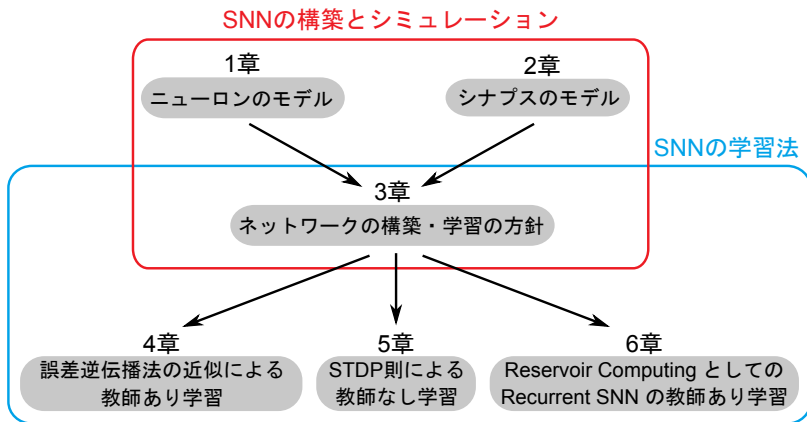 SNNの構築とシミュレーション
1章
ニューロンのモデル
2章
シナプスのモデル
SNNの学習法
3章
ネットワークの構築・学習の方針
4章
誤差逆伝播法の近似による
教師あり学習
5章
STDP則による
教師なし学習
6章
Reservoir Computing としての
Recurrent SNN の教師あり学習